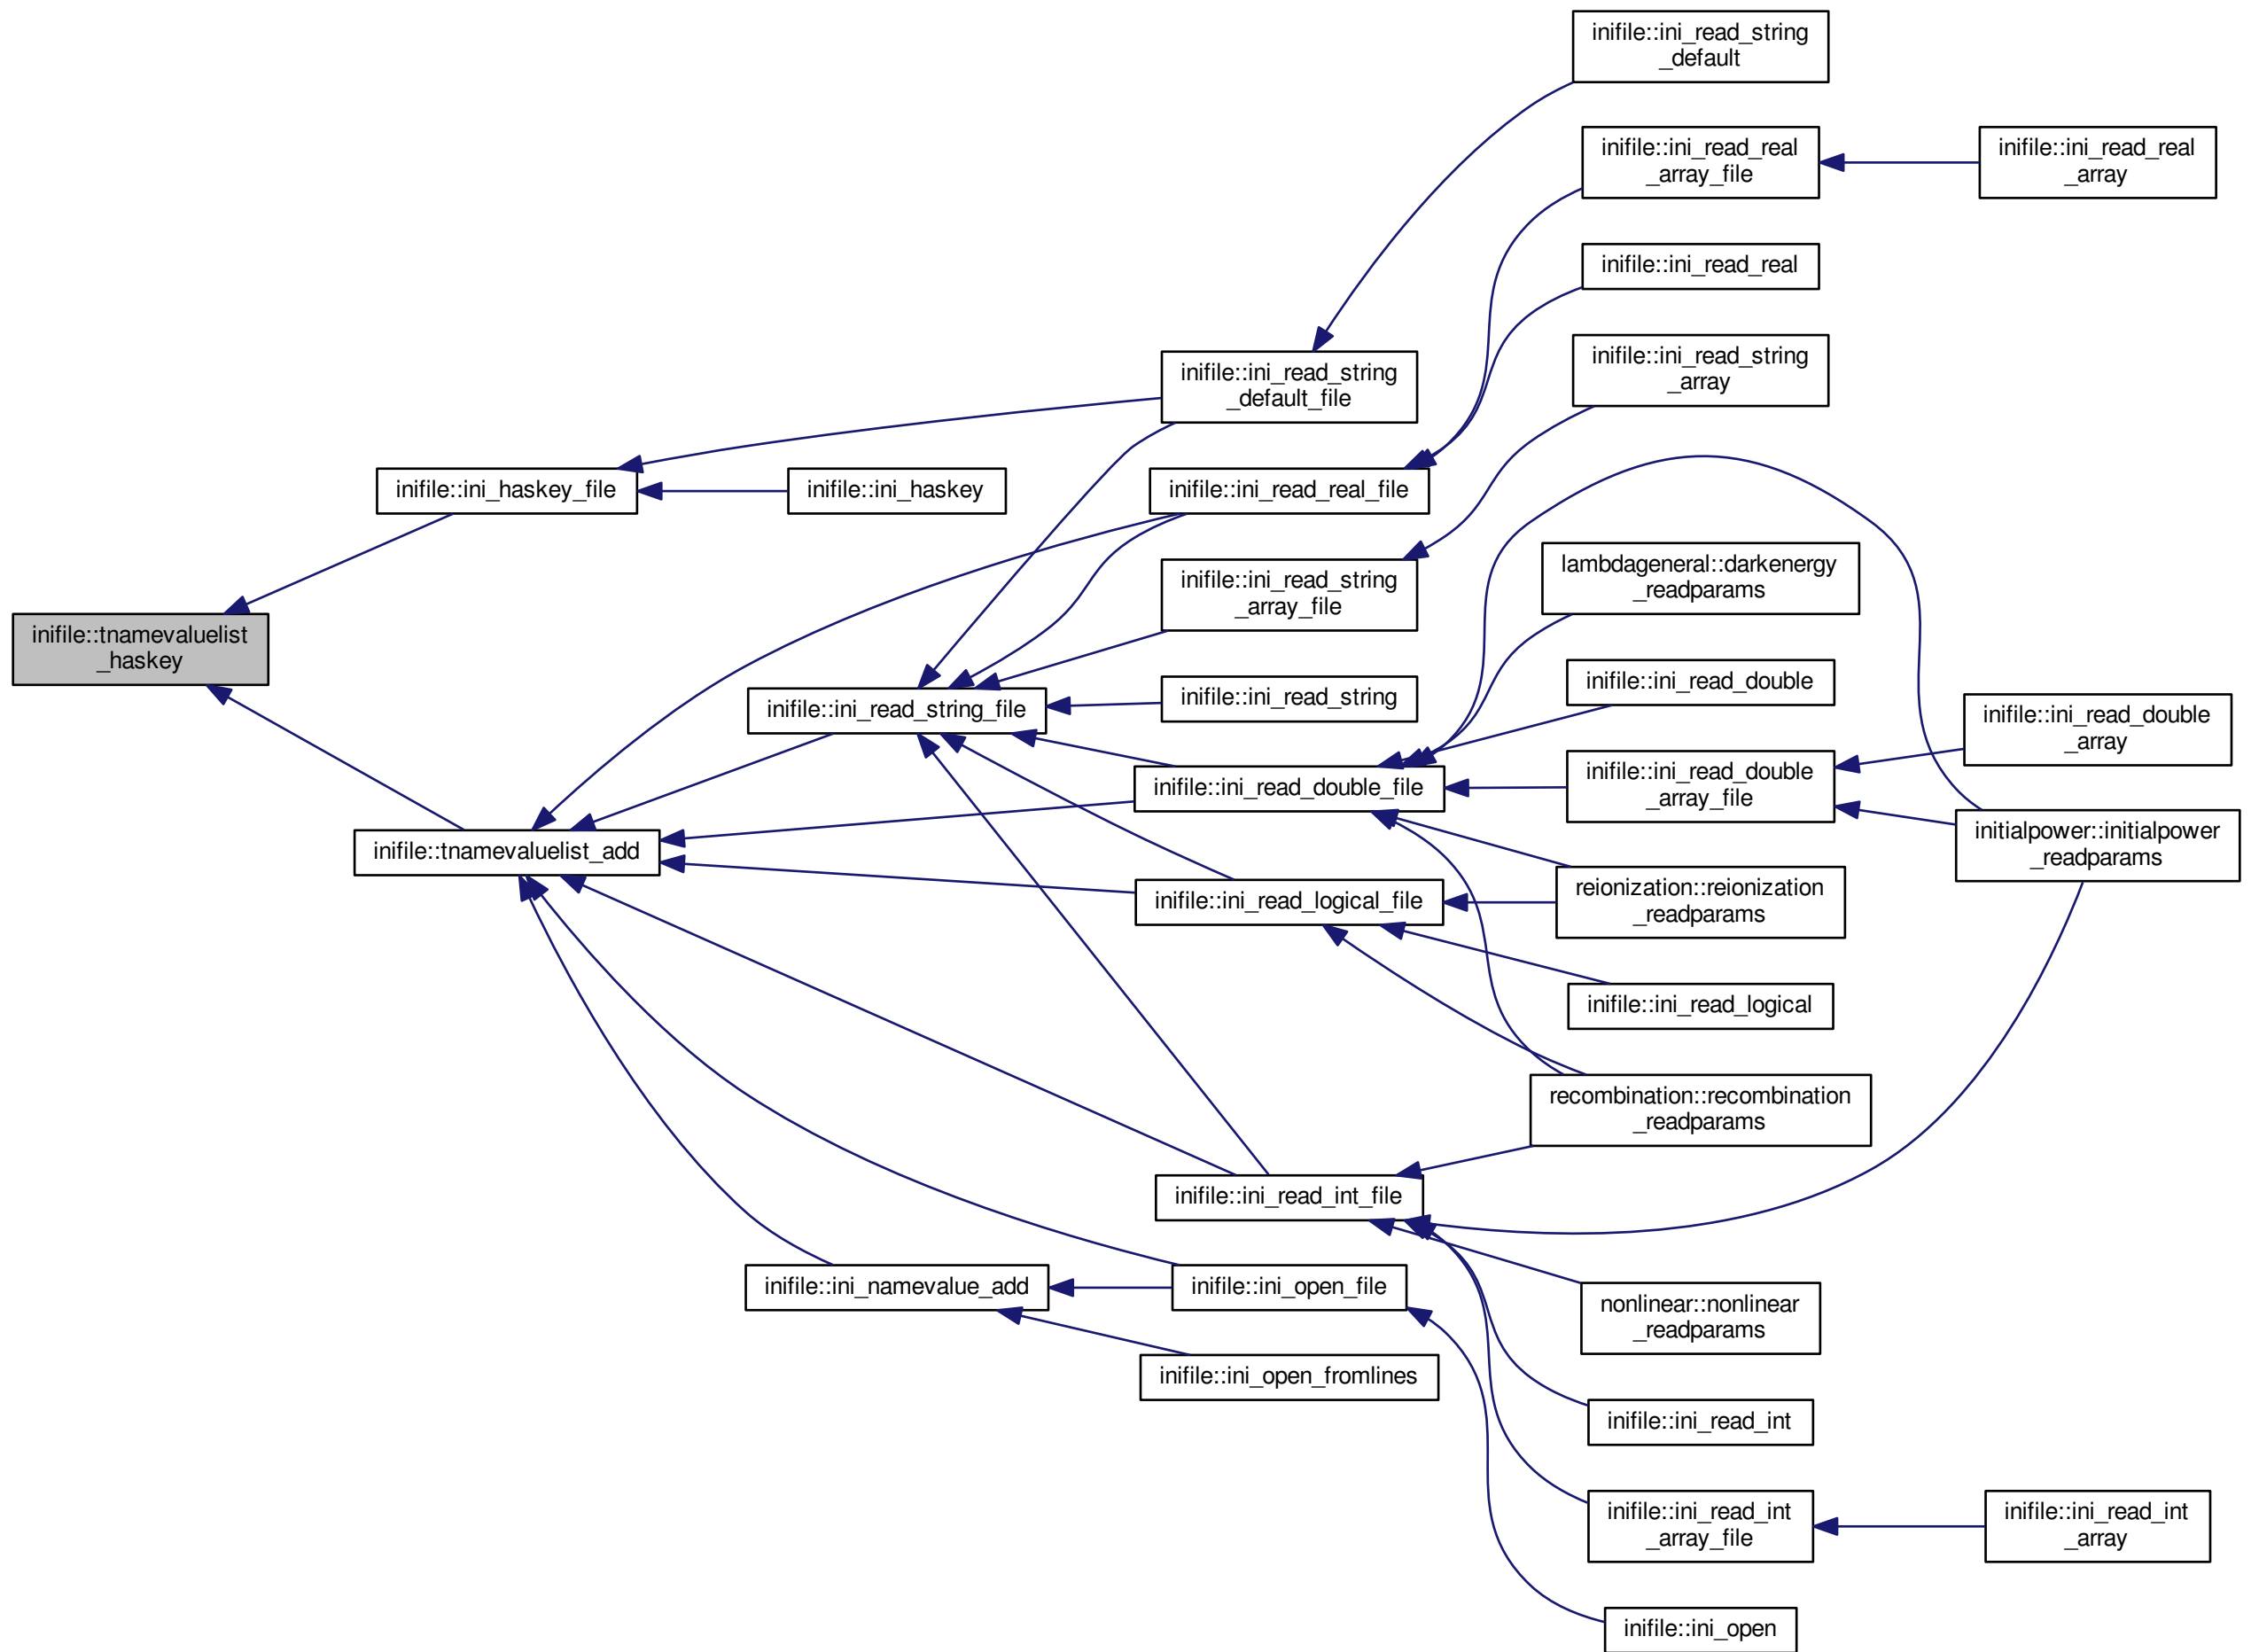 inifile::ini_read_string
_default
inifile::ini_read_real
_array_file
inifile::ini_read_real
_array
inifile::ini_read_real
inifile::ini_read_string
_array
inifile::ini_read_string
_default_file
inifile::ini_haskey_file
inifile::ini_haskey
inifile::ini_read_real_file
lambdageneral::darkenergy
_readparams
inifile::ini_read_string
_array_file
inifile::tnamevaluelist
_haskey
inifile::ini_read_string_file
inifile::ini_read_string
inifile::ini_read_double
inifile::ini_read_double
_array
inifile::ini_read_double_file
inifile::ini_read_double
_array_file
initialpower::initialpower
_readparams
inifile::tnamevaluelist_add
inifile::ini_read_logical_file
reionization::reionization
_readparams
inifile::ini_read_logical
recombination::recombination
_readparams
inifile::ini_read_int_file
inifile::ini_namevalue_add
inifile::ini_open_file
nonlinear::nonlinear
_readparams
inifile::ini_open_fromlines
inifile::ini_read_int
inifile::ini_read_int
_array_file
inifile::ini_read_int
_array
inifile::ini_open